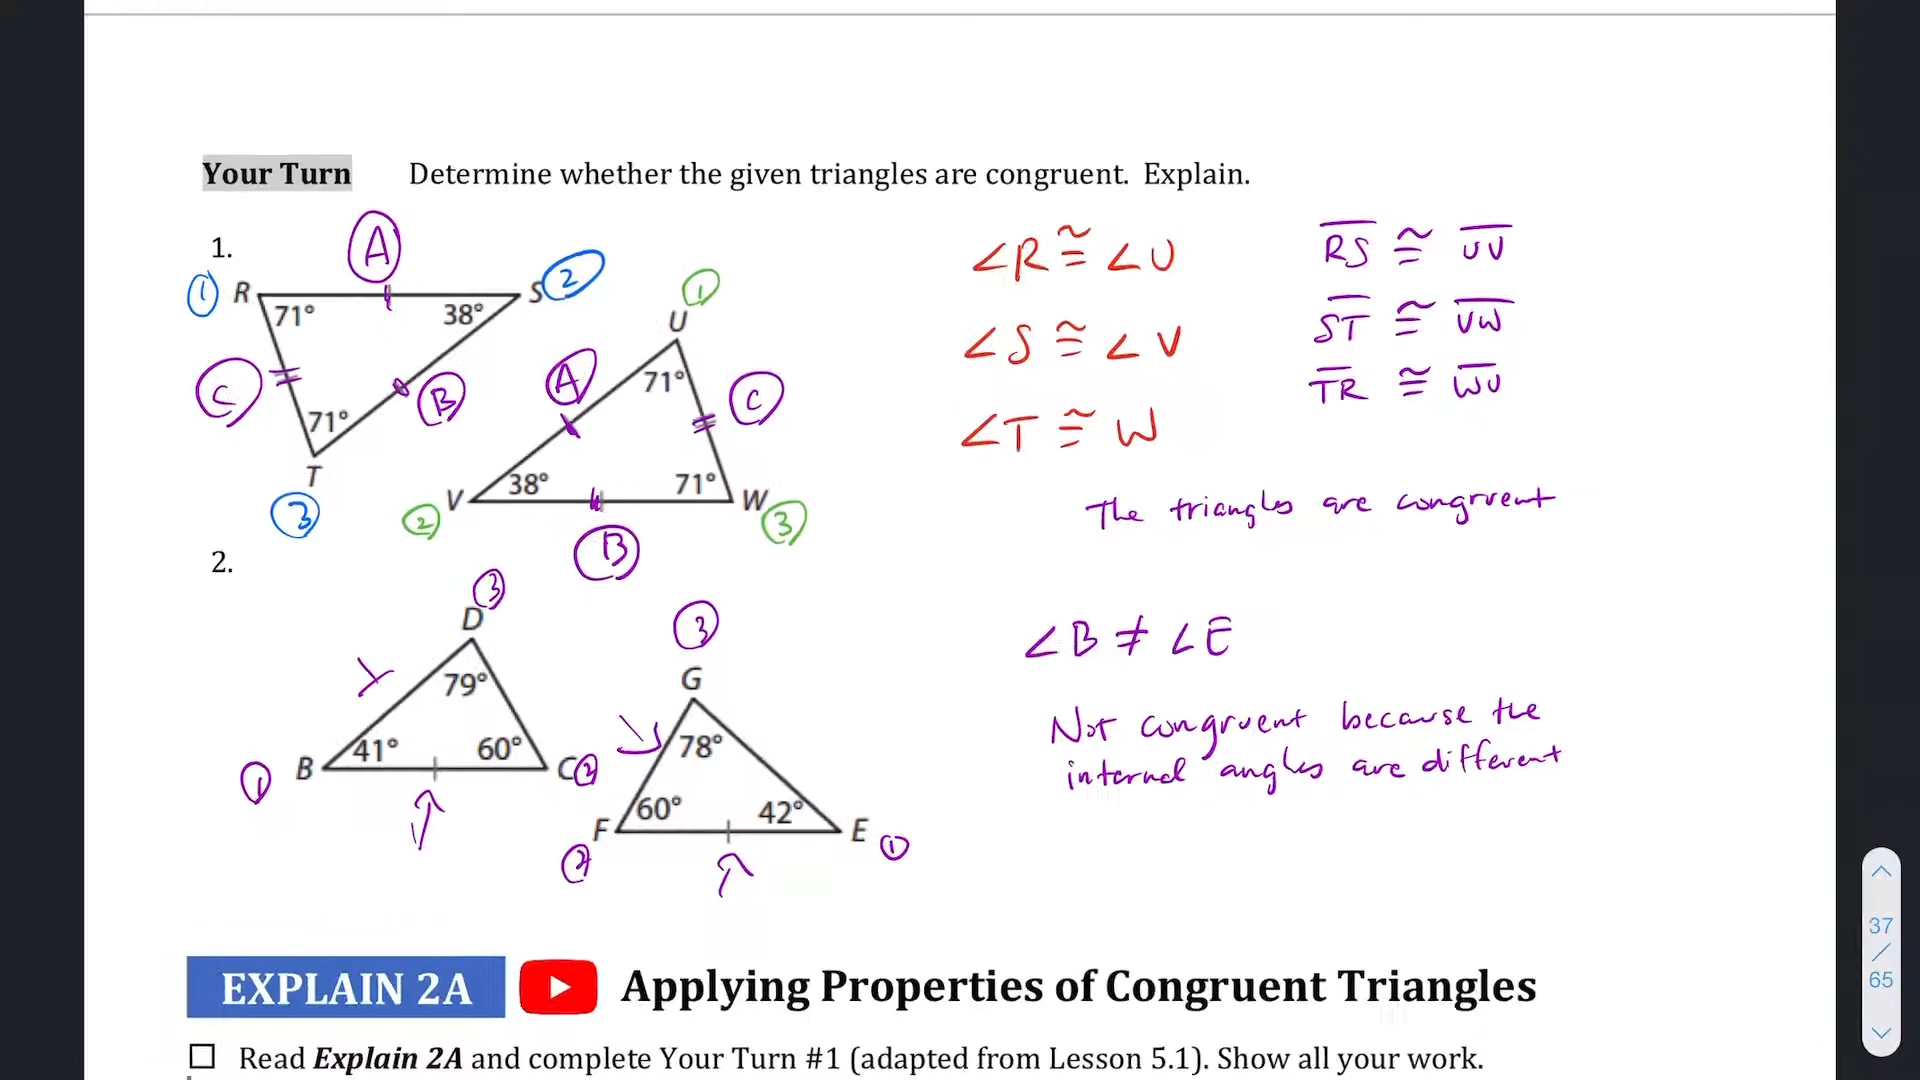 Your Turn Determine whether the given triangles are congruent. Explain.
1.
A
1 R 71° 38° S 2
C B 71° T 3
1 U 71°
A C
V 38° 71° W
2 B 3
∠R ≅ ∠U
∠S ≅ ∠V
∠T ≅ W
RS ≅ UV
ST ≅ VW
TR ≅ WU
The triangles are congruent
2.
3 D 79°
1 B 41° 60° C 2
3 G 78°
F 60° 42° E 1
2
∠B ≠ ∠E
Not congruent because the
internal angles are different
EXPLAIN 2A Applying Properties of Congruent Triangles
Read Explain 2A and complete Your Turn #1 (adapted from Lesson 5.1). Show all your work.
37
/
65